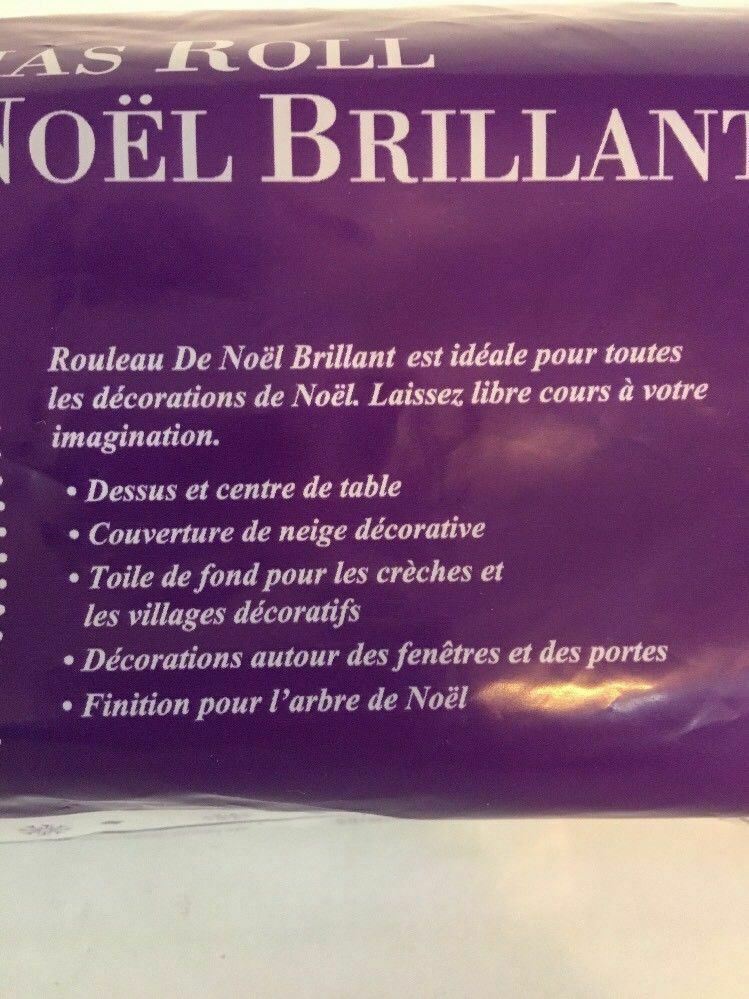 ROLL
NOËL BRILLANT
Rouleau De Noël Brillant est idéale pour toutes
les décorations de Noël. Laissez libre cours à votre
imagination.
• Dessus et centre de table
• Couverture de neige décorative
• Toile de fond pour les crèches et
les villages décoratifs
• Décorations autour des fenêtres et des portes
• Finition pour l'arbre de Noël